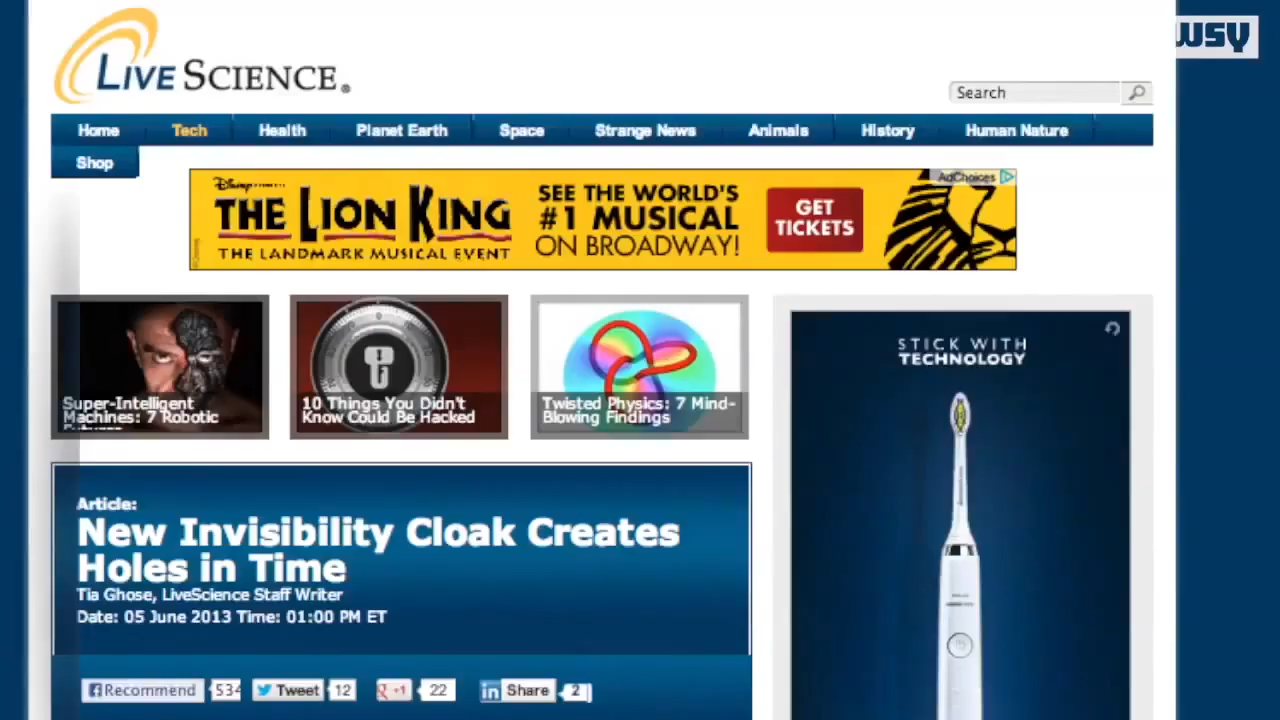 WSY
LIVESCIENCE®
Search
Home Tech Health Planet Earth Space Strange News Animals History Human Nature
Shop
AdChoices
Disney
THE LION KING
THE LANDMARK MUSICAL EVENT
SEE THE WORLD'S
#1 MUSICAL
ON BROADWAY!
GET
TICKETS
Super-Intelligent
Machines: 7 Robotic
10 Things You Didn't
Know Could Be Hacked
Twisted Physics: 7 Mind-
Blowing Findings
STICK WITH
TECHNOLOGY
Article:
New Invisibility Cloak Creates
Holes in Time
Tia Ghose, LiveScience Staff Writer
Date: 05 June 2013 Time: 01:00 PM ET
Recommend 534 Tweet 12 +1 22 in Share 2